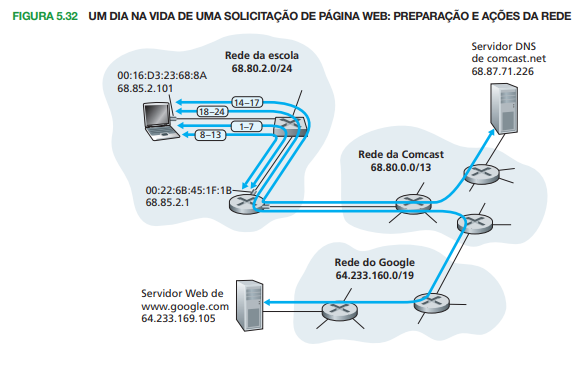 FIGURA 5.32 UM DIA NA VIDA DE UMA SOLICITAÇÃO DE PÁGINA WEB: PREPARAÇÃO E AÇÕES DA REDE
Servidor DNS
de comcast.net
68.87.71.226
Rede da escola
68.80.2.0/24
00:16:D3:23:68:8A
68.85.2.101
14–17
18–24
1–7
8–13
Rede da Comcast
68.80.0.0/13
00:22:6B:45:1F:1B
68.85.2.1
Rede do Google
64.233.160.0/19
Servidor Web de
www.google.com
64.233.169.105